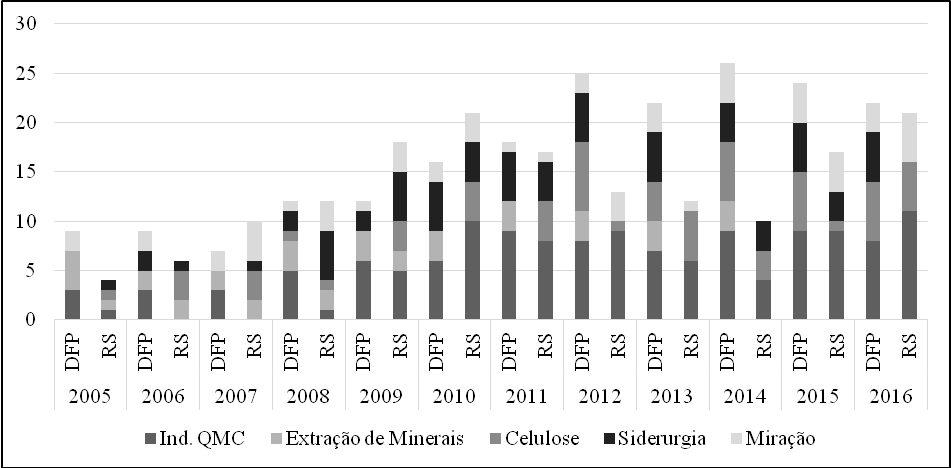 30
25
20
15
10
5
0
DFP RS DFP RS DFP RS DFP RS DFP RS DFP RS DFP RS DFP RS DFP RS DFP RS DFP RS DFP RS
2005 2006 2007 2008 2009 2010 2011 2012 2013 2014 2015 2016
Ind. QMC Extração de Minerais Celulose Siderurgia Miração